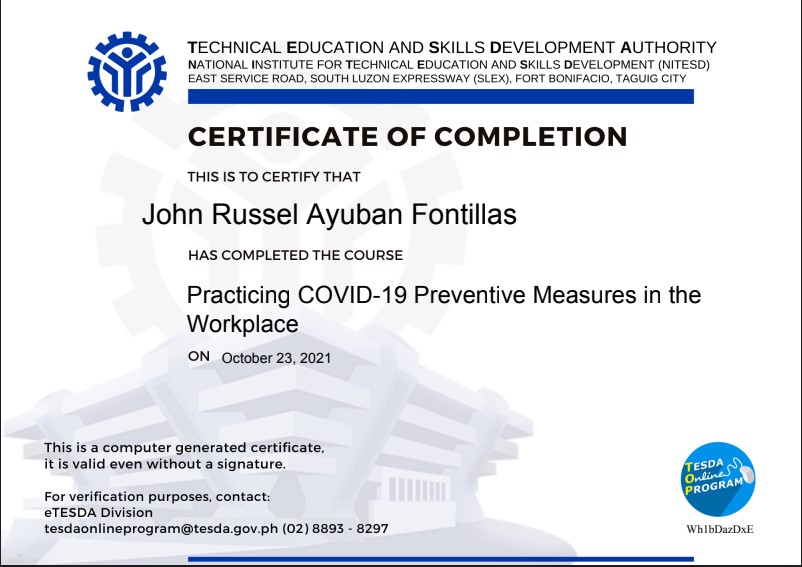 TECHNICAL EDUCATION AND SKILLS DEVELOPMENT AUTHORITY
NATIONAL INSTITUTE FOR TECHNICAL EDUCATION AND SKILLS DEVELOPMENT (NITESD)
EAST SERVICE ROAD, SOUTH LUZON EXPRESSWAY (SLEX), FORT BONIFACIO, TAGUIG CITY
CERTIFICATE OF COMPLETION
THIS IS TO CERTIFY THAT
John Russel Ayuban Fontillas
HAS COMPLETED THE COURSE
Practicing COVID-19 Preventive Measures in the
Workplace
ON October 23, 2021
This is a computer generated certificate,
it is valid even without a signature.
For verification purposes, contact:
eTESDA Division
tesdaonlineprogram@tesda.gov.ph (02) 8893 - 8297
TESDA
Online
PROGRAM
Wh1bDazDxE